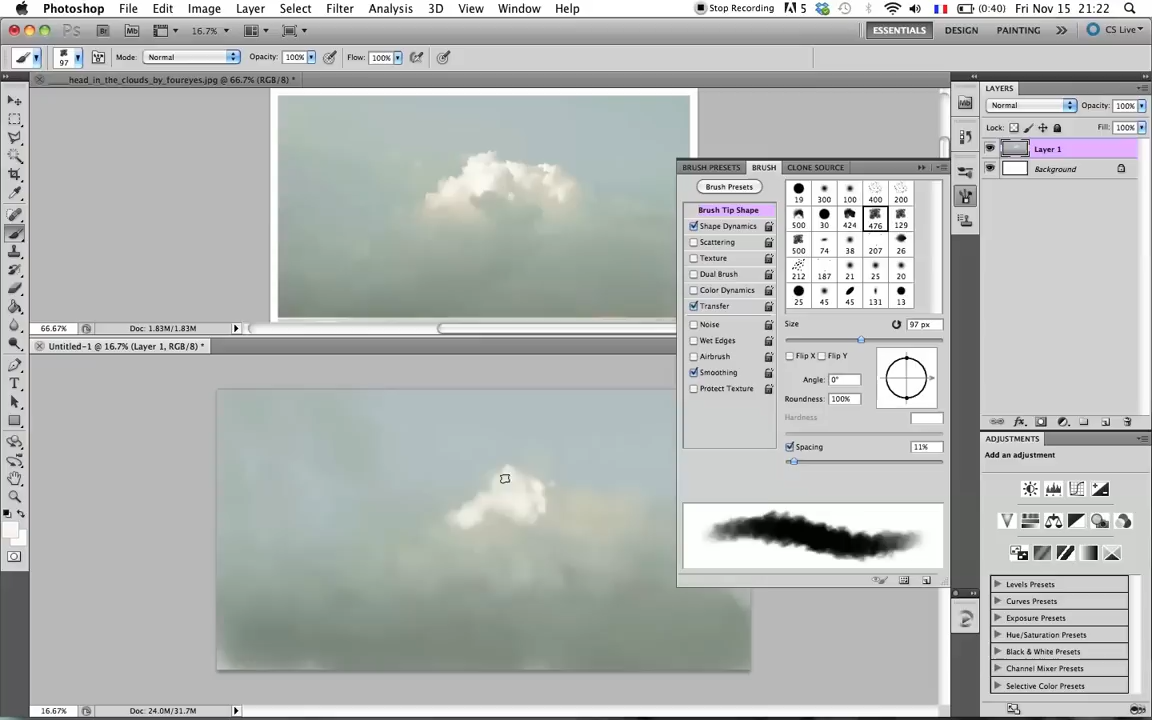 Photoshop File Edit Image Layer Select Filter Analysis 3D View Window Help Stop Recording 5 (0:40) Fri Nov 15 21:22
Ps Br Mb 16.7% ESSENTIALS DESIGN PAINTING CS Live
97 Mode: Normal Opacity: 100% Flow: 100%
____head_in_the_clouds_by_foureyes.jpg @ 66.7% (RGB/8) *
66.67% Doc: 1.83M/1.83M
Untitled-1 @ 16.7% (Layer 1, RGB/8) *
16.67% Doc: 24.0M/31.7M
BRUSH PRESETS BRUSH CLONE SOURCE
Brush Presets
Brush Tip Shape
Shape Dynamics
Scattering
Texture
Dual Brush
Color Dynamics
Transfer
Noise
Wet Edges
Airbrush
Smoothing
Protect Texture
19 300 100 400 200
500 30 424 476 129
500 74 38 207 26
212 187 21 25 20
25 45 45 131 13
Size 97 px
Flip X Flip Y
Angle: 0°
Roundness: 100%
Hardness
Spacing 11%
Mb
LAYERS
Normal Opacity: 100%
Lock: Fill: 100%
Layer 1
Background
fx
ADJUSTMENTS
Add an adjustment
Levels Presets
Curves Presets
Exposure Presets
Hue/Saturation Presets
Black & White Presets
Channel Mixer Presets
Selective Color Presets